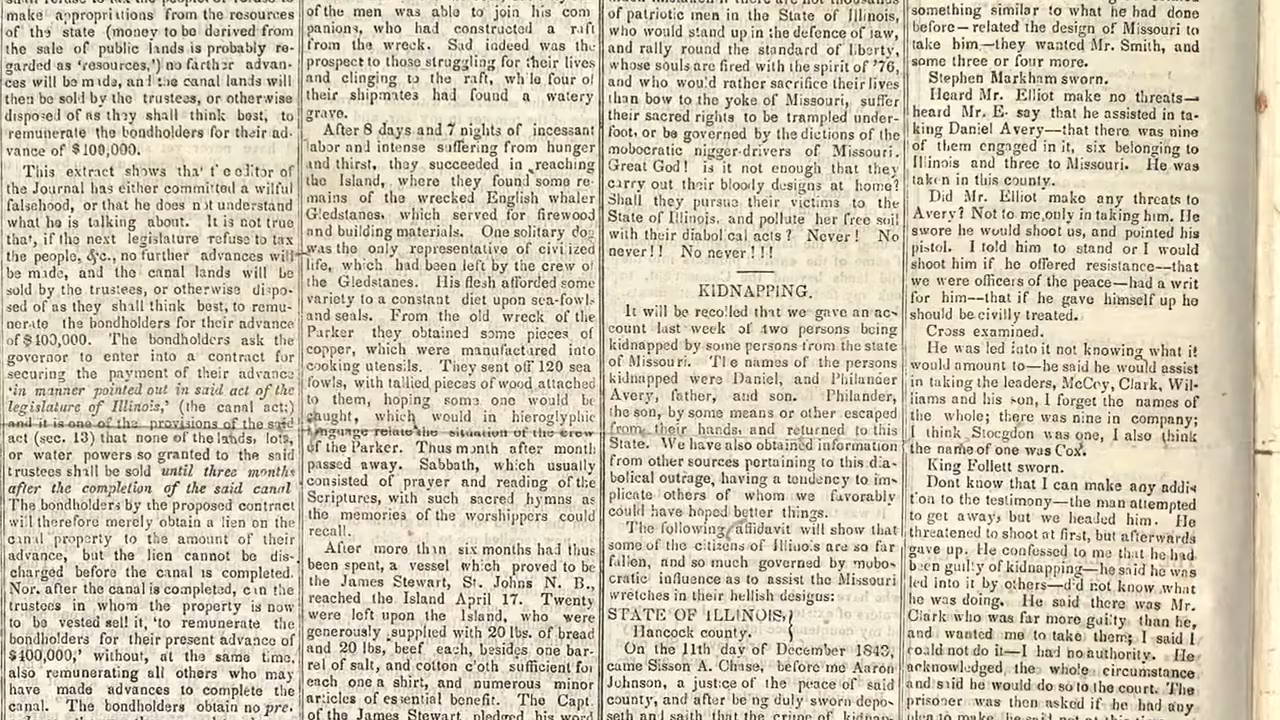 make appropriations from the resources
of the state (money to be derived from
the sale of public lands is probably re-
garded as 'resources,') no farther advan-
ces will be made, and the canal lands will
then be sold by the trustees, or otherwise
disposed of as they shall think best, to
remunerate the bondholders for their ad-
vance of $100,000.
This extract shows that the editor of
the Journal has either committed a wilful
falsehood, or that he does not understand
what he is talking about. It is not true
that, if the next legislature refuse to tax
the people, &c., no further advances will
be made, and the canal lands will be
sold by the trustees, or otherwise dispo-
sed of as they shall think best, to remu-
nerate the bondholders for their advance
of $100,000. The bondholders ask the
governor to enter into a contract for
securing the payment of their advance
'in manner pointed out in said act of the
legislature of Illinois,' (the canal act;)
and it is one of the provisions of the said
act (sec. 13) that none of the lands, lots,
or water powers so granted to the said
trustees shall be sold until three months
after the completion of the said canal
The bondholders by the proposed contract
will therefore merely obtain a lien on the
canal property to the amount of their
advance, but the lien cannot be dis-
charged before the canal is completed.
Nor. after the canal is completed, can the
trustees in whom the property is now
to be vested sell it, 'to remunerate the
bondholders for their present advance of
$400,000,' without, at the same time,
also remunerating all others who may
have made advances to complete the
canal. The bondholders obtain no pre-
of the men was able to join his com
panions, who had constructed a raft
from the wreck. Sad indeed was the
prospect to those struggling for their lives
and clinging to the raft, while four of
their shipmates had found a watery
grave.
After 8 days and 7 nights of incessant
labor and intense suffering from hunger
and thirst, they succeeded in reaching
the Island, where they found some re-
mains of the wrecked English whaler
Gledstanes, which served for firewood
and building materials. One solitary dog
was the only representative of civilized
life, which had been left by the crew of
the Gledstanes. His flesh afforded some
variety to a constant diet upon sea-fowls
and seals. From the old wreck of the
Parker they obtained some pieces of
copper, which were manufactured into
cooking utensils. They sent off 120 sea
fowls, with tallied pieces of wood attached
to them, hoping some one would be
caught, which would in hieroglyphic
language relate the situation of the crew
of the Parker. Thus month after month
passed away. Sabbath, which usually
consisted of prayer and reading of the
Scriptures, with such sacred hymns as
the memories of the worshippers could
recall.
After more than six months had thus
been spent, a vessel which proved to be
the James Stewart, St. Johns N. B.,
reached the Island April 17. Twenty
were left upon the Island, who were
generously supplied with 20 lbs. of bread
and 20 lbs, beef each, besides one bar-
rel of salt, and cotton cloth sufficient for
each one a shirt, and numerous minor
articles of essential benefit. The Capt.
of the James Stewart pledged his word
of patriotic men in the State of Illinois,
who would stand up in the defence of law,
and rally round the standard of liberty,
whose souls are fired with the spirit of '76,
and who would rather sacrifice their lives
than bow to the yoke of Missouri, suffer
their sacred rights to be trampled under-
foot, or be governed by the dictions of the
mobocratic nigger-drivers of Missouri.
Great God! is it not enough that they
carry out their bloody designs at home?
Shall they pursue their victims to the
State of Illinois, and pollute her free soil
with their diabolical acts? Never! No
never!! No never!!!
KIDNAPPING.
It will be recolled that we gave an ac-
count last week of two persons being
kidnapped by some persons from the state
of Missouri. The names of the persons
kidnapped were Daniel, and Philander
Avery, father, and son. Philander,
the son, by some means or other escaped
from their hands, and returned to this
State. We have also obtained information
from other sources pertaining to this dia-
bolical outrage, having a tendency to im-
plicate others of whom we favorably
could have hoped better things.
The following affidavit will show that
some of the citizens of Illinois are so far
fallen, and so much governed by mobo-
cratic influence as to assist the Missouri
wretches in their hellish designs:
STATE OF ILLINOIS, }
Hancock county. }
On the 11th day of December 1843,
came Sisson A. Chase, before me Aaron
Johnson, a justice of the peace of said
county, and after being duly sworn depo-
seth and saith that the crime of kidnap-
something similar to what he had done
before—related the design of Missouri to
take him—they wanted Mr. Smith, and
some three or four more.
Stephen Markham sworn.
Heard Mr. Elliot make no threats—
heard Mr. E. say that he assisted in ta-
king Daniel Avery—that there was nine
of them engaged in it, six belonging to
Illinois and three to Missouri. He was
taken in this county.
Did Mr. Elliot make any threats to
Avery? Not to me, only in taking him. He
swore he would shoot us, and pointed his
pistol. I told him to stand or I would
shoot him if he offered resistance—that
we were officers of the peace—had a writ
for him—that if he gave himself up he
should be civilly treated.
Cross examined.
He was led into it not knowing what it
would amount to—he said he would assist
in taking the leaders, McCoy, Clark, Wil-
liams and his son, I forget the names of
the whole; there was nine in company;
I think Stocgdon was one, I also think
the name of one was Cox.
King Follett sworn.
Dont know that I can make any addi-
tion to the testimony—the man attempted
to get away, but we headed him. He
threatened to shoot at first, but afterwards
gave up. He confessed to me that he had
been guilty of kidnapping—he said he was
led into it by others—did not know what
he was doing. He said there was Mr.
Clark who was far more guilty than he,
and wanted me to take them; I said I
could not do it—I had no authority. He
acknowledged the whole circumstance
and said he would do so to the court. The
prisoner was then asked if he had any